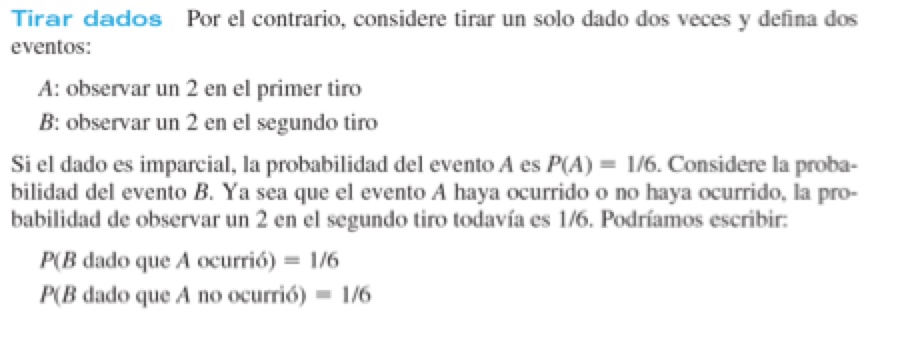 Tirar dados Por el contrario, considere tirar un solo dado dos veces y defina dos
eventos:
A: observar un 2 en el primer tiro
B: observar un 2 en el segundo tiro
Si el dado es imparcial, la probabilidad del evento A es P(A) = 1/6. Considere la proba-
bilidad del evento B. Ya sea que el evento A haya ocurrido o no haya ocurrido, la pro-
babilidad de observar un 2 en el segundo tiro todavía es 1/6. Podríamos escribir:
P(B dado que A ocurrió) = 1/6
P(B dado que A no ocurrió) = 1/6